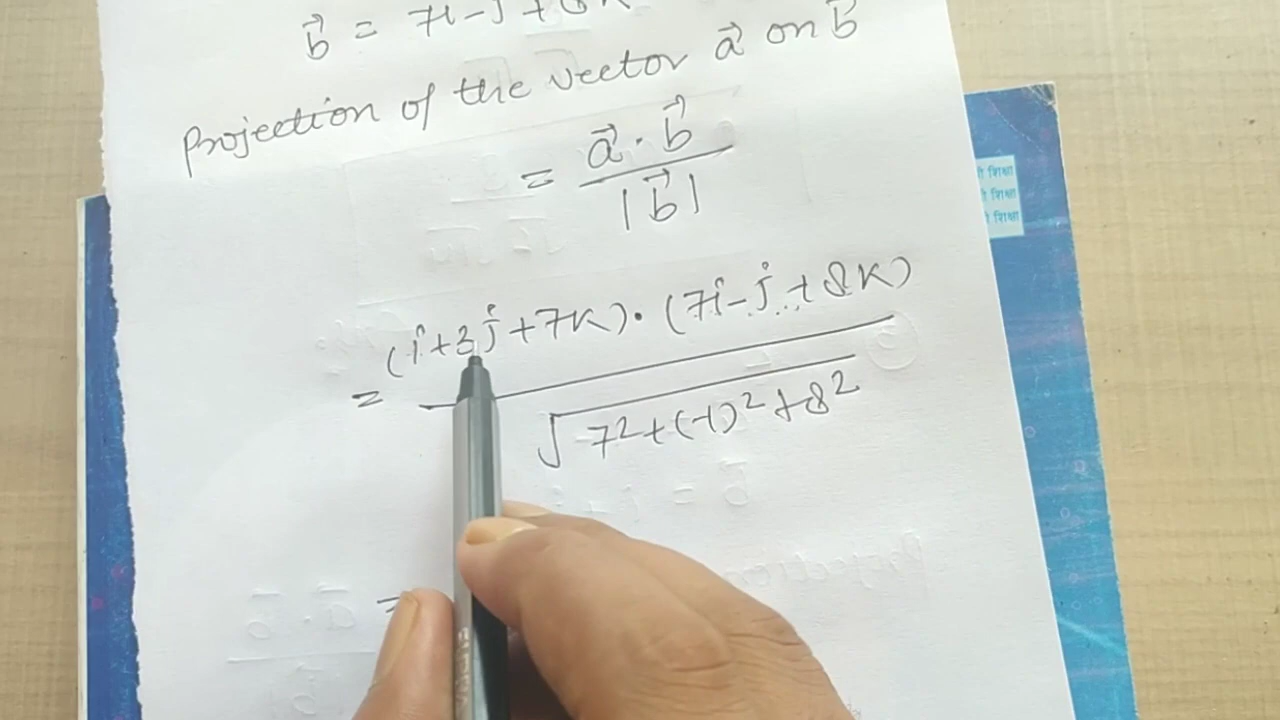 b⃗ = 7i-j+8k
Projection of the vector a⃗ on b⃗
= a⃗ · b⃗ / |b⃗|
= (i+3j+7k)·(7i-j+8k) / √7²+(-1)²+8²
=
शिक्षा
शिक्षा
शिक्षा